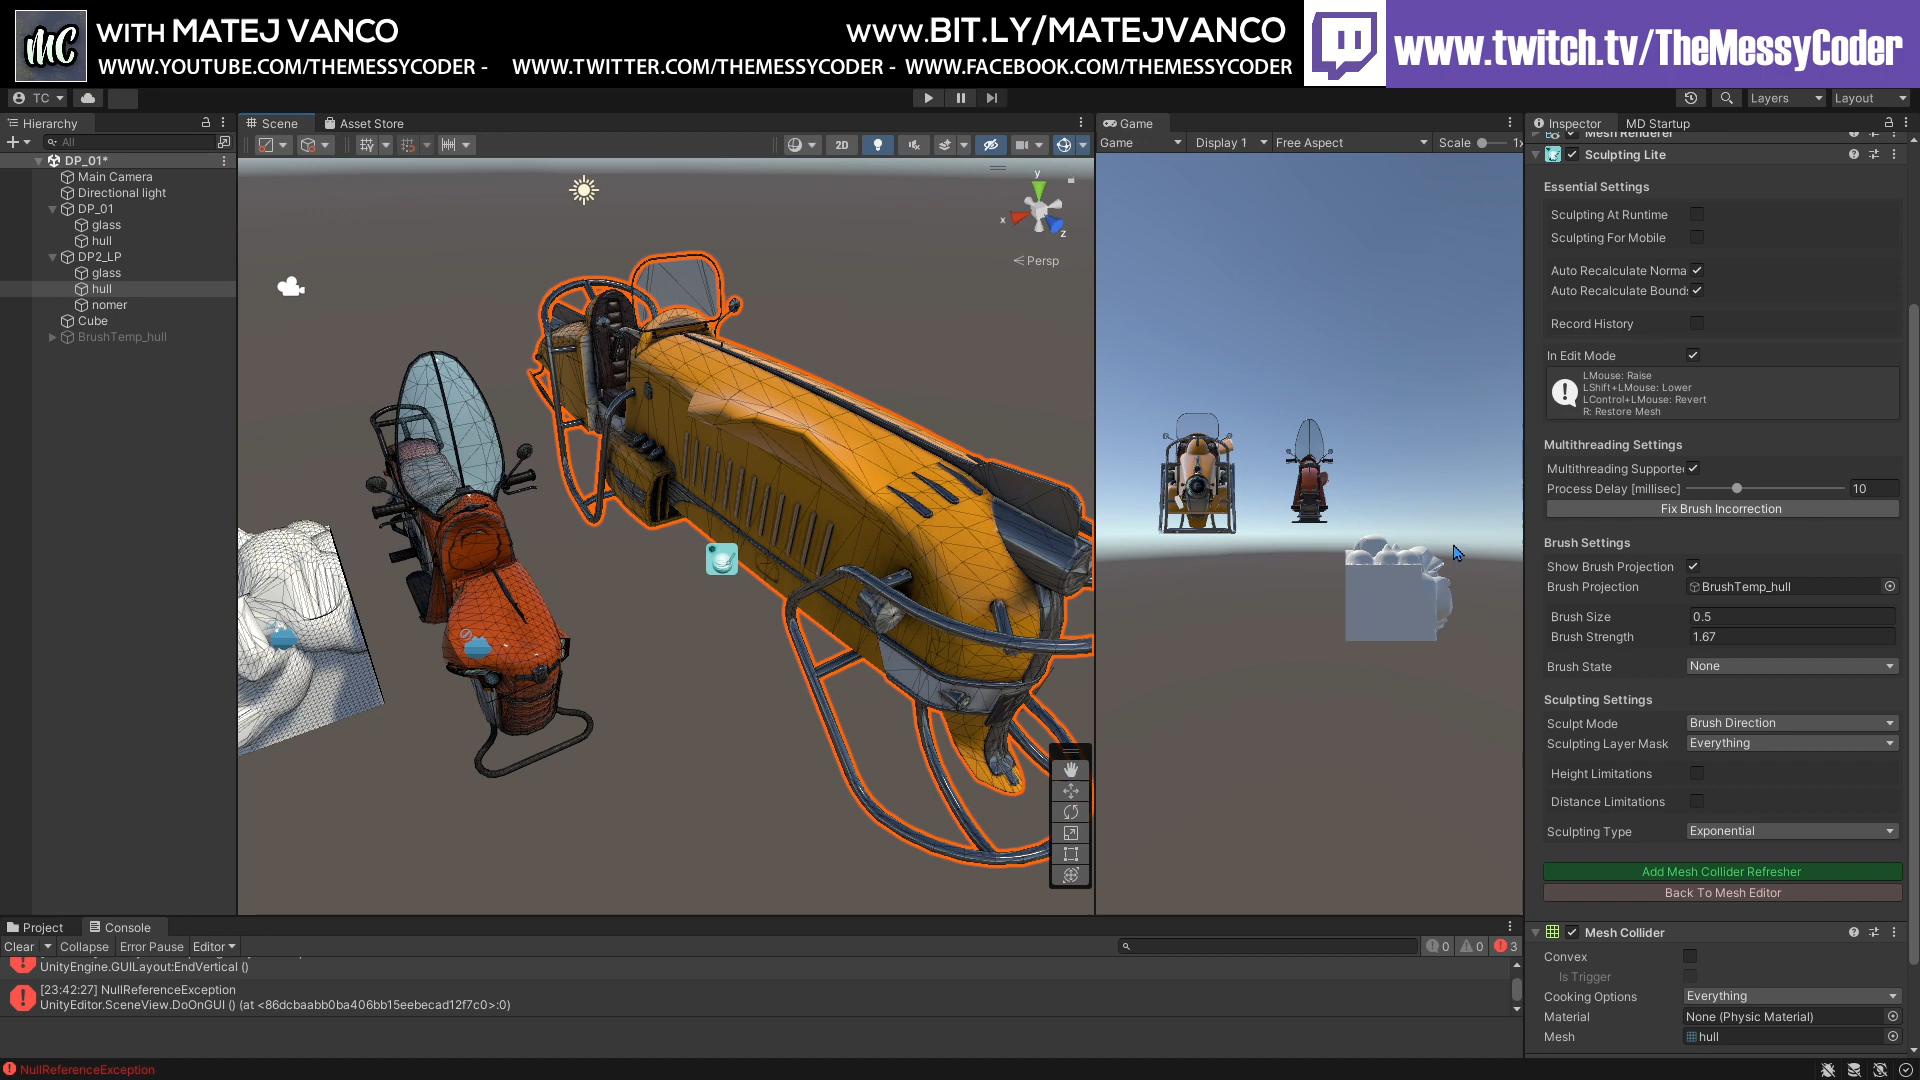 MC
WITH MATEJ VANCO
WWW.YOUTUBE.COM/THEMESSYCODER -
WWW.TWITTER.COM/THEMESSYCODER - WWW.FACEBOOK.COM/THEMESSYCODER
WWW.BIT.LY/MATEJVANCO
www.twitch.tv/TheMessyCoder
TC
Layers
Layout
Hierarchy
All
DP_01*
Main Camera
Directional light
DP_01
glass
hull
DP2_LP
glass
hull
nomer
Cube
BrushTemp_hull
Scene
Asset Store
2D
y
x
z
Persp
Game
Game
Display 1
Free Aspect
Scale
1x
Inspector
MD Startup
Mesh Renderer
Sculpting Lite
Essential Settings
Sculpting At Runtime
Sculpting For Mobile
Auto Recalculate Norma
Auto Recalculate Bound
Record History
In Edit Mode
LMouse: Raise
LShift+LMouse: Lower
LControl+LMouse: Revert
R: Restore Mesh
Multithreading Settings
Multithreading Supporte
Process Delay [millisec]
10
Fix Brush Incorrection
Brush Settings
Show Brush Projection
Brush Projection
BrushTemp_hull
Brush Size
0.5
Brush Strength
1.67
Brush State
None
Sculpting Settings
Sculpt Mode
Brush Direction
Sculpting Layer Mask
Everything
Height Limitations
Distance Limitations
Sculpting Type
Exponential
Add Mesh Collider Refresher
Back To Mesh Editor
Mesh Collider
Convex
Is Trigger
Cooking Options
Everything
Material
None (Physic Material)
Mesh
hull
Project
Console
Clear
Collapse
Error Pause
Editor
0
0
3
UnityEngine.GUILayout:EndVertical ()
[23:42:27] NullReferenceException
UnityEditor.SceneView.DoOnGUI () (at <86dcbaabb0ba406bb15eebecad12f7c0>:0)
NullReferenceException